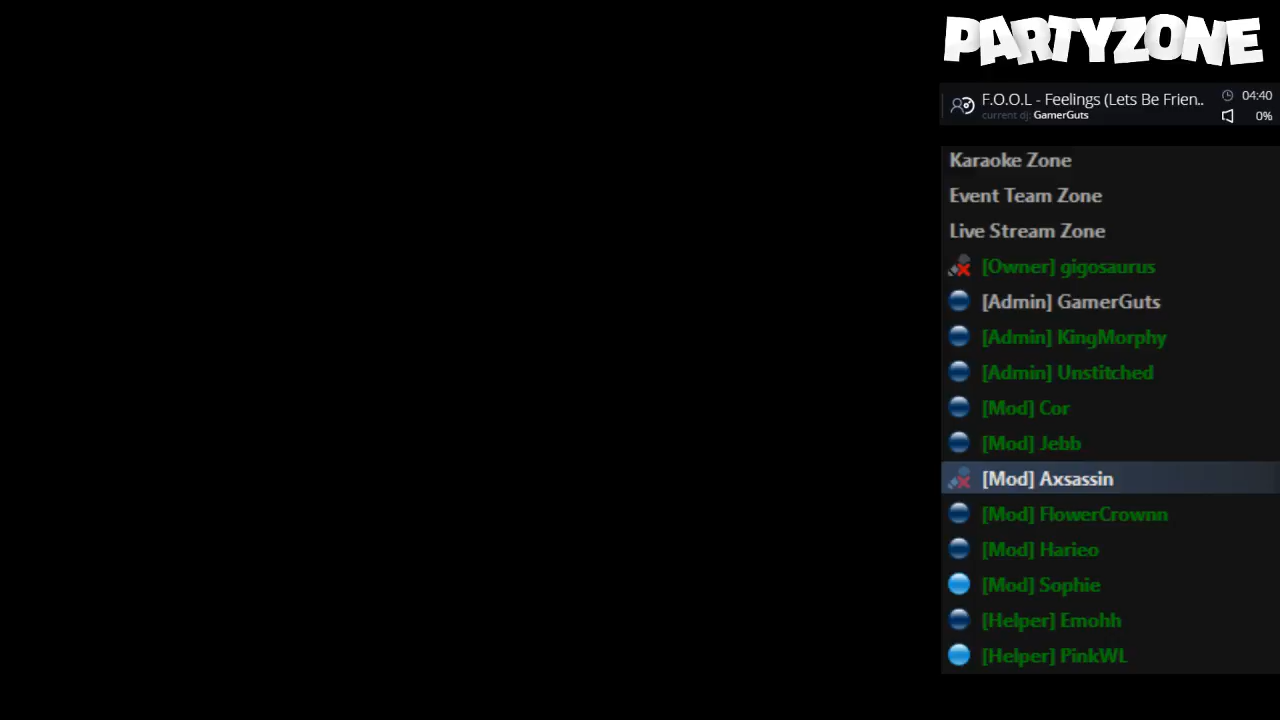 PARTYZONE
F.O.O.L - Feelings (Lets Be Frien..
04:40
current dj: GamerGuts
0%
Karaoke Zone
Event Team Zone
Live Stream Zone
[Owner] gigosaurus
[Admin] GamerGuts
[Admin] KingMorphy
[Admin] Unstitched
[Mod] Cor
[Mod] Jebb
[Mod] Axsassin
[Mod] FlowerCrownn
[Mod] Harieo
[Mod] Sophie
[Helper] Emohh
[Helper] PinkWL